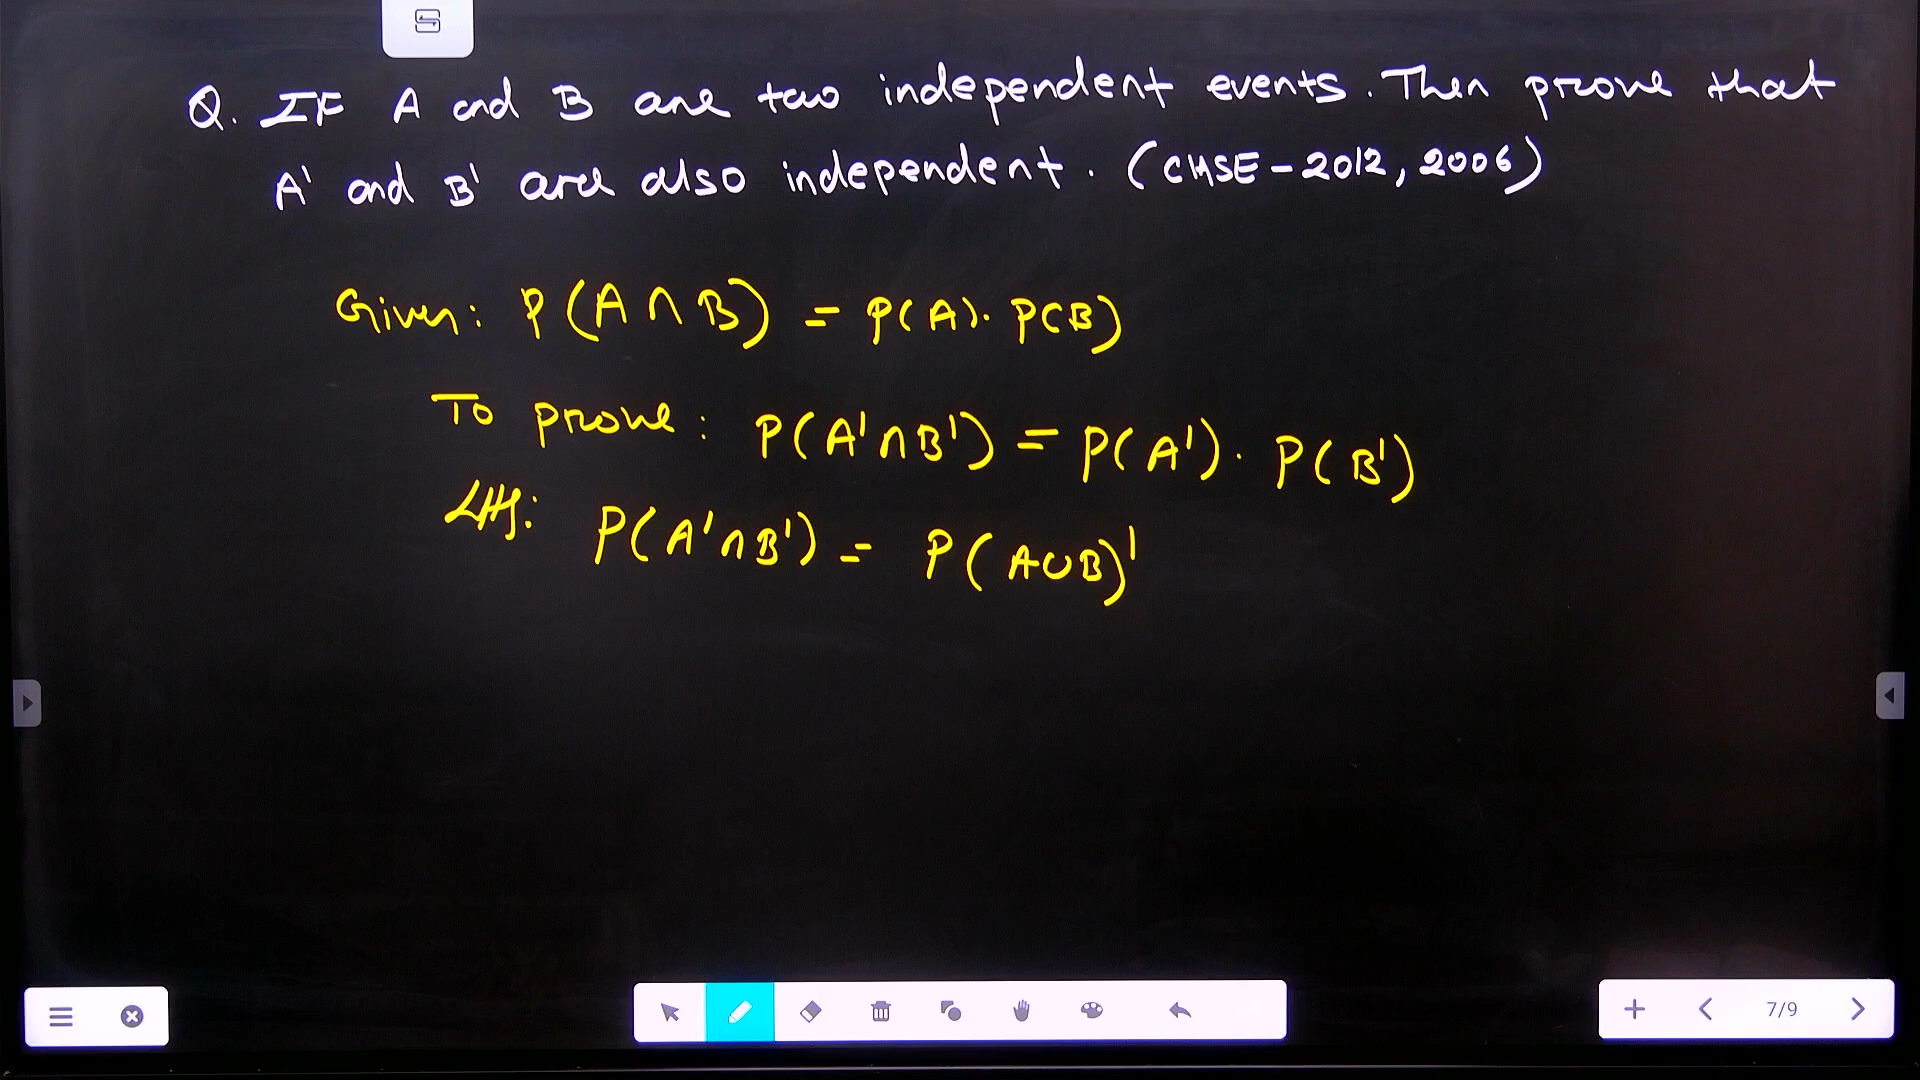 Q. IF A and B are two independent events. Then prove that
A' and B' are also independent. (CHSE-2012, 2006)
Given: P(A∩B) = P(A). P(B)
To prove: P(A'∩B') = P(A'). P(B')
LHS: P(A'∩B') = P(A∪B)'
7/9